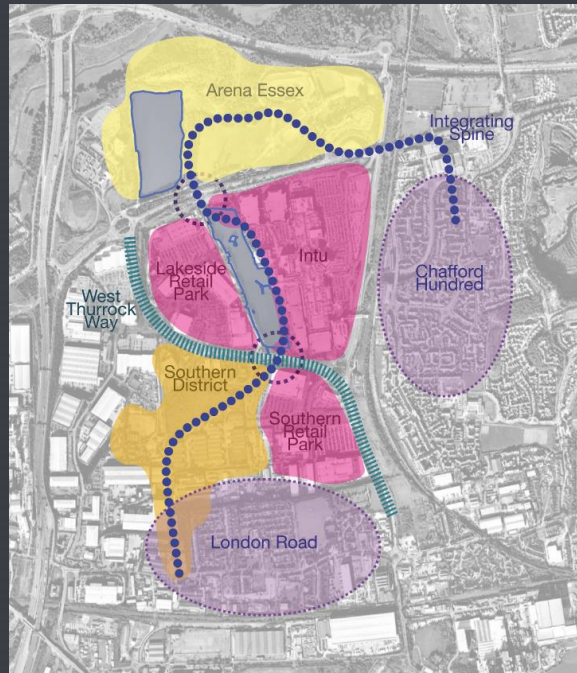 Arena Essex
Integrating
Spine
Lakeside
Retail
Park
Intu
Chafford
Hundred
West
Thurrock
Way
Southern
District
Southern
Retail
Park
London Road